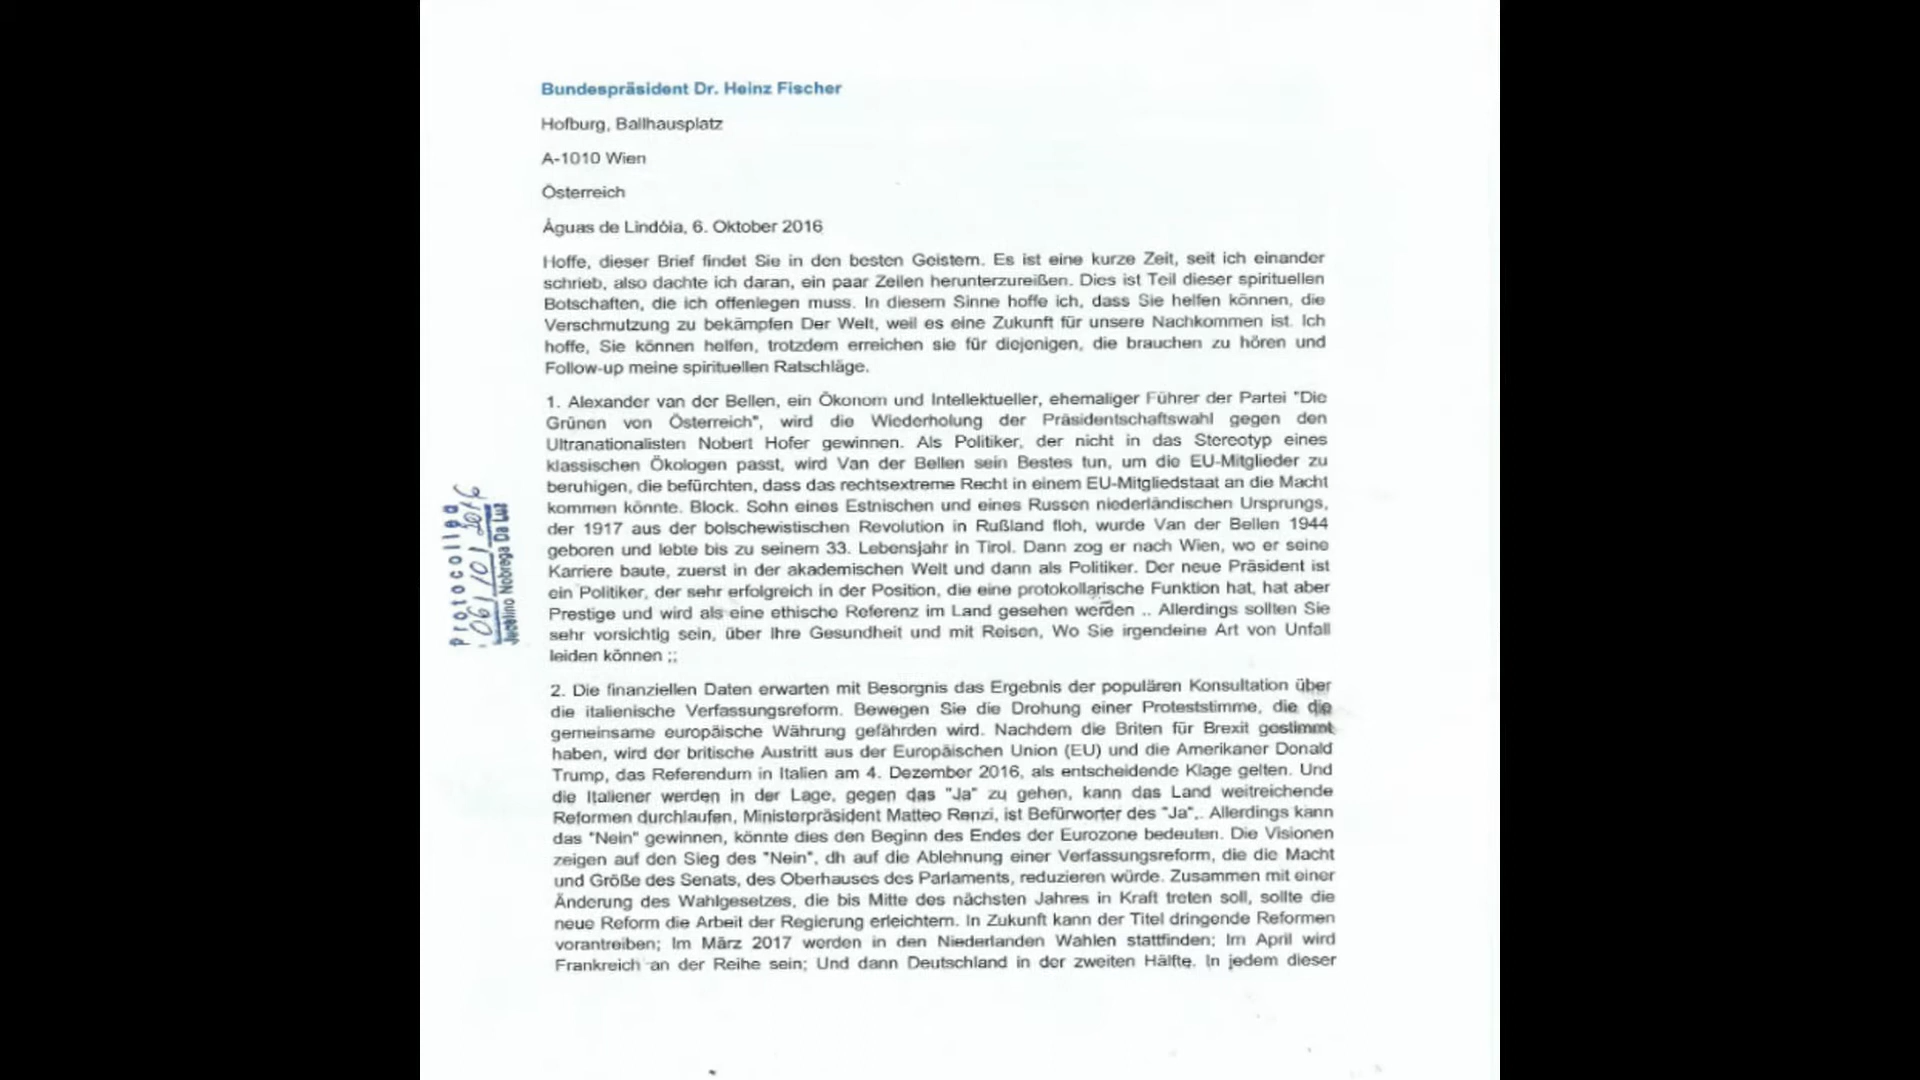 Bundespräsident Dr. Heinz Fischer
Hofburg, Ballhausplatz
A-1010 Wien
Österreich
Águas de Lindóia, 6. Oktober 2016
Hoffe, dieser Brief findet Sie in den besten Geistern. Es ist eine kurze Zeit, seit ich einander
schrieb, also dachte ich daran, ein paar Zeilen herunterzureißen. Dies ist Teil dieser spirituellen
Botschaften, die ich offenlegen muss. In diesem Sinne hoffe ich, dass Sie helfen können, die
Verschmutzung zu bekämpfen Der Welt, weil es eine Zukunft für unsere Nachkommen ist. Ich
hoffe, Sie können helfen, trotzdem erreichen sie für diejenigen, die brauchen zu hören und
Follow-up meine spirituellen Ratschläge.
1. Alexander van der Bellen, ein Ökonom und Intellektueller, ehemaliger Führer der Partei "Die
Grünen von Österreich", wird die Wiederholung der Präsidentschaftswahl gegen den
Ultranationalisten Nobert Hofer gewinnen. Als Politiker, der nicht in das Stereotyp eines
klassischen Ökologen passt, wird Van der Bellen sein Bestes tun, um die EU-Mitglieder zu
beruhigen, die befürchten, dass das rechtsextreme Recht in einem EU-Mitgliedstaat an die Macht
kommen könnte. Block. Sohn eines Estnischen und eines Russen niederländischen Ursprungs,
der 1917 aus der bolschewistischen Revolution in Rußland floh, wurde Van der Bellen 1944
geboren und lebte bis zu seinem 33. Lebensjahr in Tirol. Dann zog er nach Wien, wo er seine
Karriere baute, zuerst in der akademischen Welt und dann als Politiker. Der neue Präsident ist
ein Politiker, der sehr erfolgreich in der Position, die eine protokollarische Funktion hat, hat aber
Prestige und wird als eine ethische Referenz im Land gesehen werden .. Allerdings sollten Sie
sehr vorsichtig sein, über Ihre Gesundheit und mit Reisen, Wo Sie irgendeine Art von Unfall
leiden können ;;
2. Die finanziellen Daten erwarten mit Besorgnis das Ergebnis der populären Konsultation über
die italienische Verfassungsreform. Bewegen Sie die Drohung einer Proteststimme, die die
gemeinsame europäische Währung gefährden wird. Nachdem die Briten für Brexit gestimmt
haben, wird der britische Austritt aus der Europäischen Union (EU) und die Amerikaner Donald
Trump, das Referendum in Italien am 4. Dezember 2016, als entscheidende Klage gelten. Und
die Italiener werden in der Lage, gegen das "Ja" zu gehen, kann das Land weitreichende
Reformen durchlaufen, Ministerpräsident Matteo Renzi, ist Befürworter des "Ja",. Allerdings kann
das "Nein" gewinnen, könnte dies den Beginn des Endes der Eurozone bedeuten. Die Visionen
zeigen auf den Sieg des "Nein", dh auf die Ablehnung einer Verfassungsreform, die die Macht
und Größe des Senats, des Oberhauses des Parlaments, reduzieren würde. Zusammen mit einer
Änderung des Wahlgesetzes, die bis Mitte des nächsten Jahres in Kraft treten soll, sollte die
neue Reform die Arbeit der Regierung erleichtern. In Zukunft kann der Titel dringende Reformen
vorantreiben; Im März 2017 werden in den Niederlanden Wahlen stattfinden; Im April wird
Frankreich an der Reihe sein; Und dann Deutschland in der zweiten Hälfte. In jedem dieser
Protocolled
06/10/2016
Jucelino Nobrega Da Luz